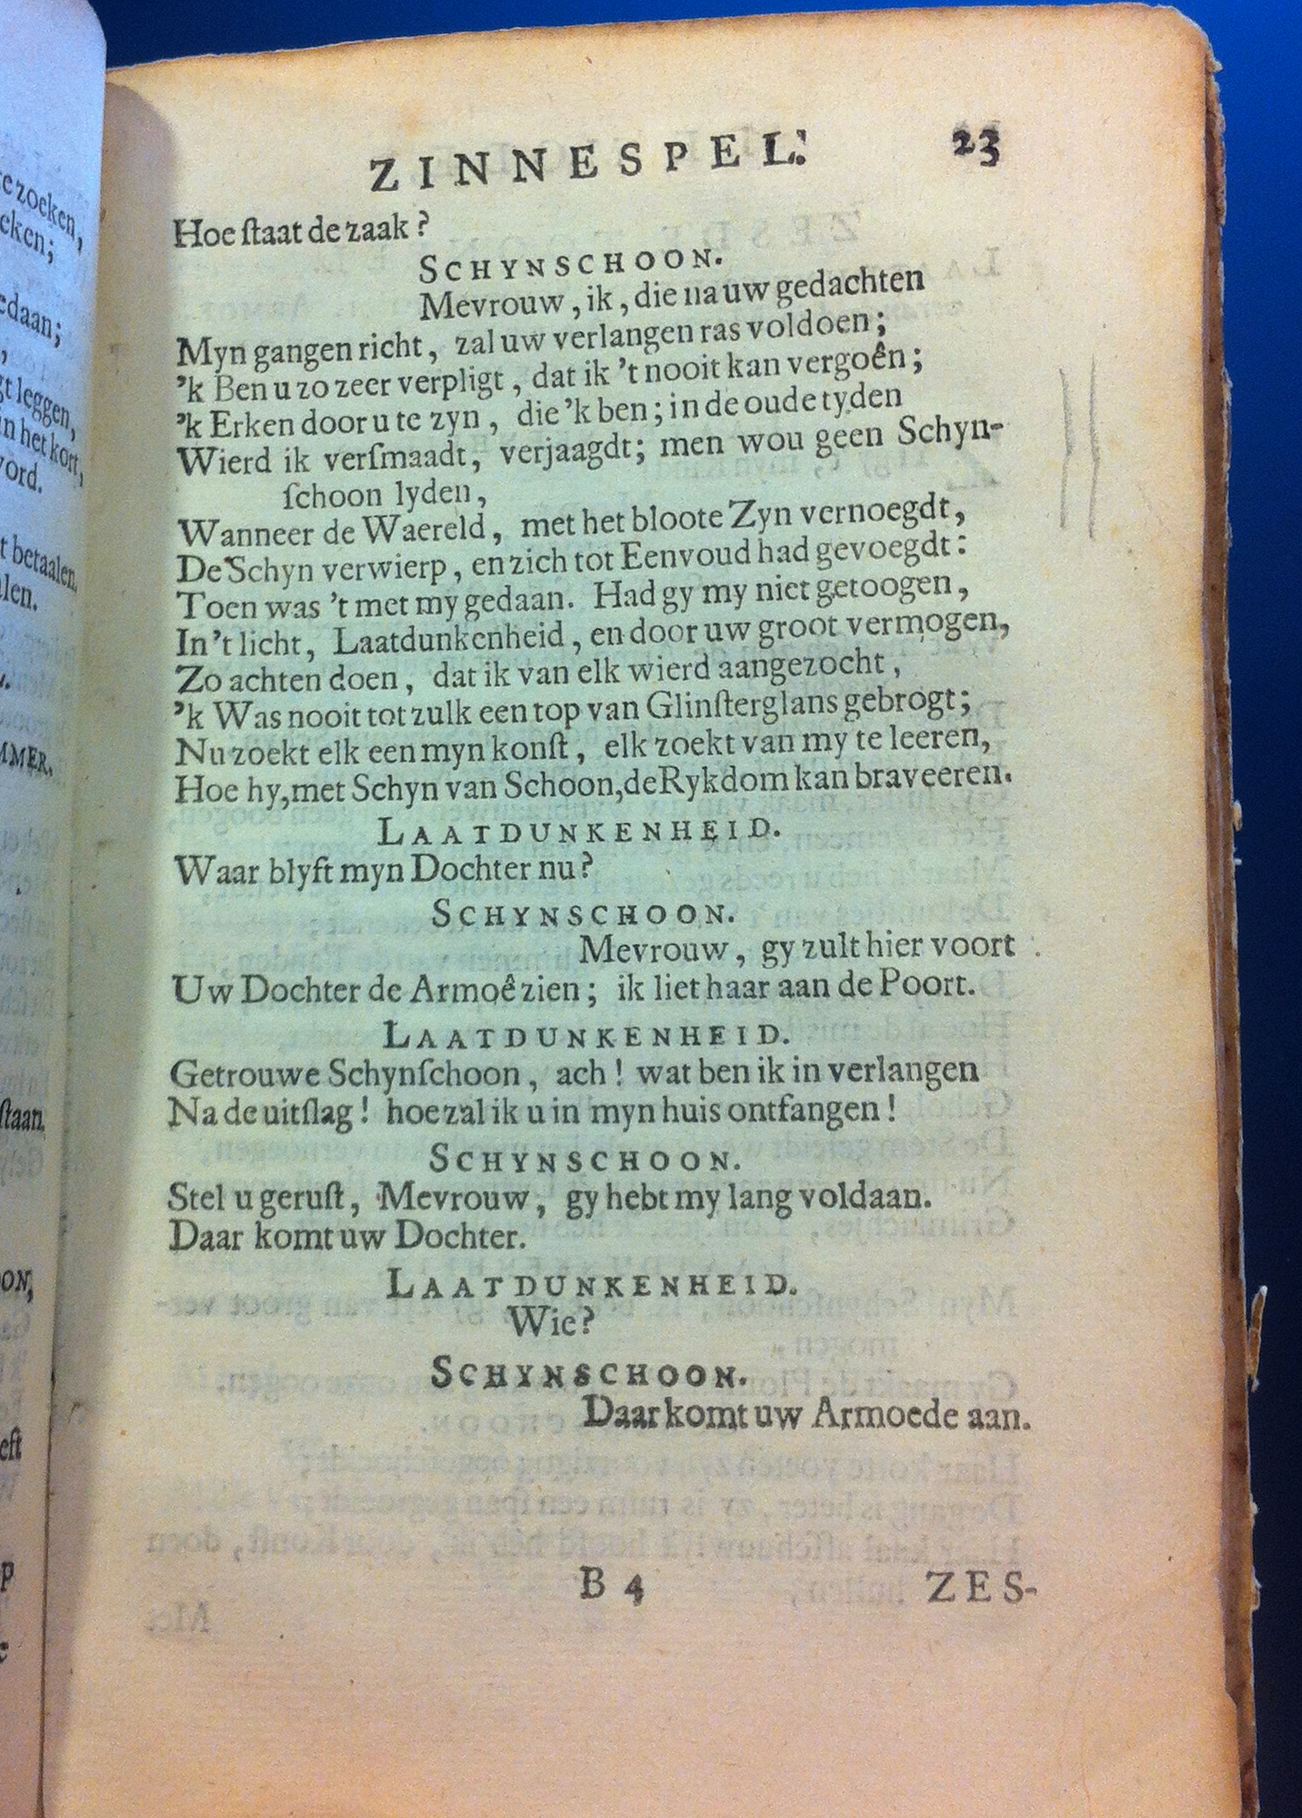 ZINNESPEL. 23
Hoe ſtaat de zaak?
SCHYNSCHOON.
Mevrouw, ik, die na uw gedachten
Myn gangen richt, zal uw verlangen ras voldoen;
’k Ben u zo zeer verpligt, dat ik ’t nooit kan vergoên;
’k Erken door u te zyn, die ’k ben; in de oude tyden
Wierd ik verſmaadt, verjaagdt; men wou geen Schyn-
ſchoon lyden,
Wanneer de Waereld, met het bloote Zyn vernoegdt,
De Schyn verwierp, en zich tot Eenvoud had gevoegdt:
Toen was ’t met my gedaan. Had gy my niet getoogen,
In ’t licht, Laatdunkenheid, en door uw groot vermogen,
Zo achten doen, dat ik van elk wierd aangezocht,
’k Was nooit tot zulk een top van Glinſterglans gebrogt;
Nu zoekt elk een myn konſt, elk zoekt van my te leeren,
Hoe hy, met Schyn van Schoon, de Rykdom kan braveeren.
LAATDUNKENHEID.
Waar blyft myn Dochter nu?
SCHYNSCHOON.
Mevrouw, gy zult hier voort
Uw Dochter de Armoê zien; ik liet haar aan de Poort.
LAATDUNKENHEID.
Getrouwe Schynſchoon, ach! wat ben ik in verlangen
Na de uitſlag! hoe zal ik u in myn huis ontfangen!
SCHYNSCHOON.
Stel u geruſt, Mevrouw, gy hebt my lang voldaan.
Daar komt uw Dochter.
LAATDUNKENHEID.
Wie?
SCHYNSCHOON.
Daar komt uw Armoede aan.
B 4 ZES-